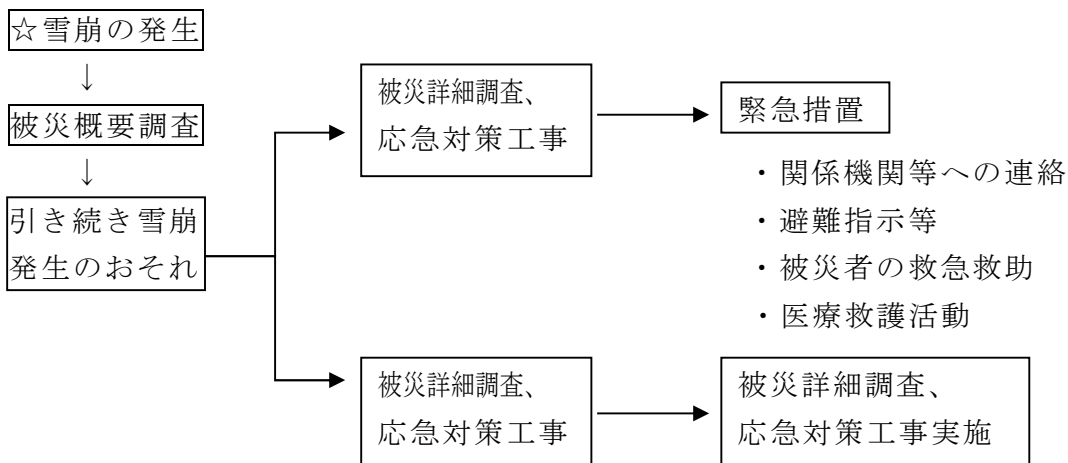 ☆雪崩の発生
↓
被災概要調査
↓
引き続き雪崩
発生のおそれ
被災詳細調査、
応急対策工事
緊急措置
・関係機関等への連絡
・避難指示等
・被災者の救急救助
・医療救護活動
被災詳細調査、
応急対策工事
被災詳細調査、
応急対策工事実施